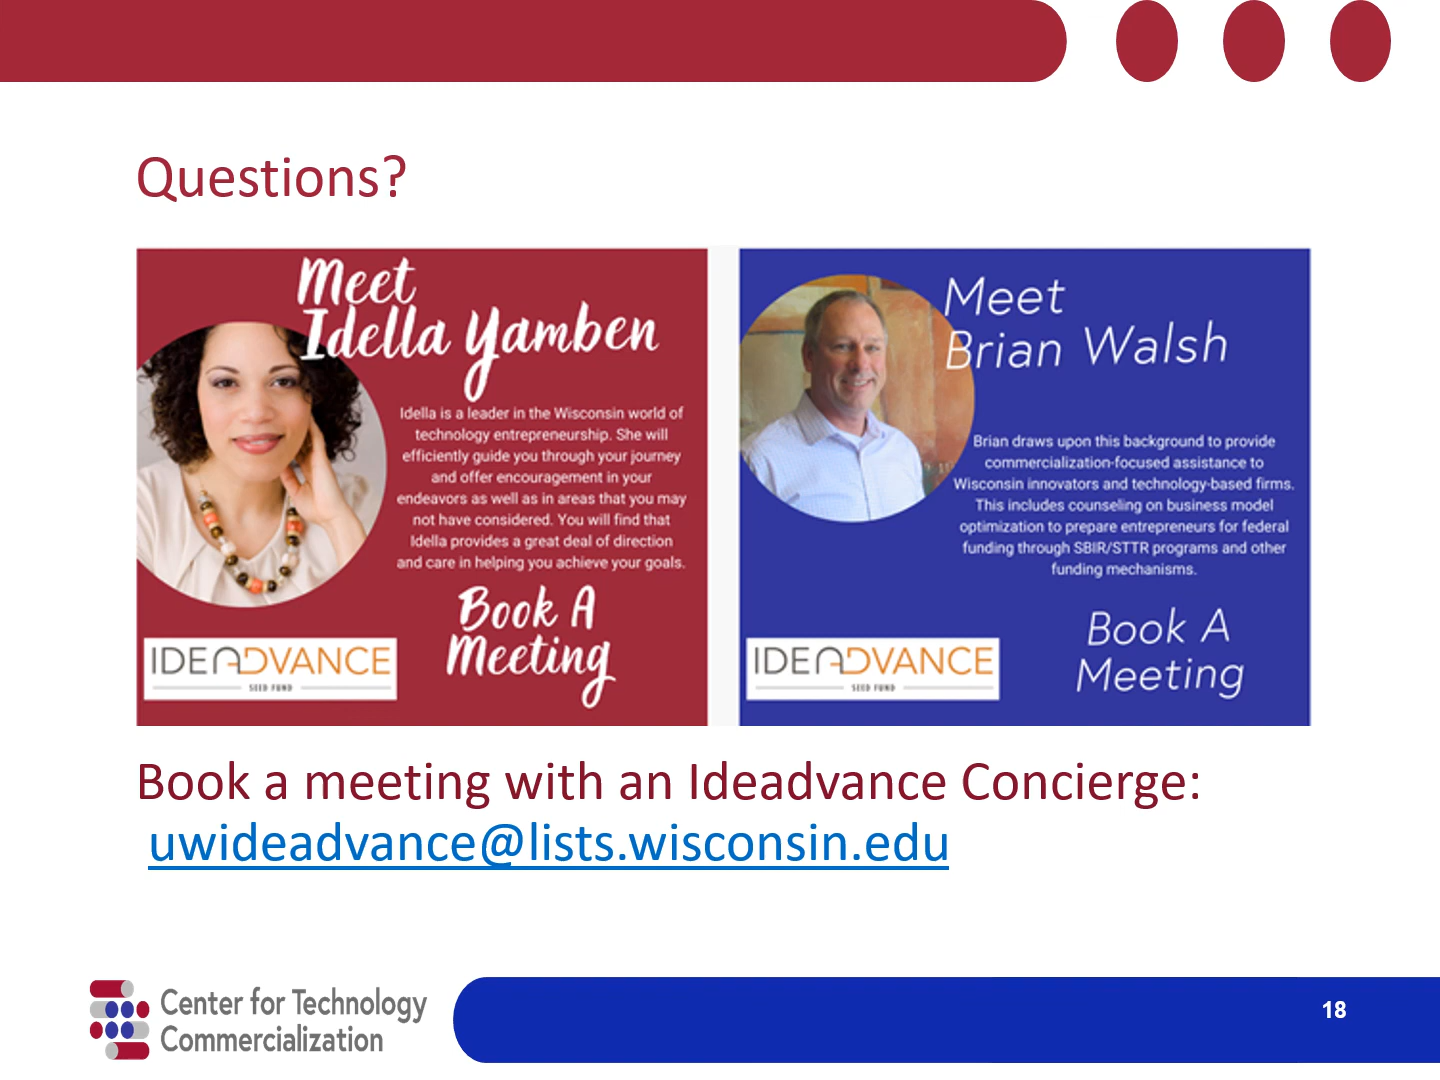 Questions?
Meet
Idella Yamben
Idella is a leader in the Wisconsin world of
technology entrepreneurship. She will
efficiently guide you through your journey
and offer encouragement in your
endeavors as well as in areas that you may
not have considered. You will find that
Idella provides a great deal of direction
and care in helping you achieve your goals.
Book A
Meeting
IDEADVANCE
SEED FUND
Meet
Brian Walsh
Brian draws upon this background to provide
commercialization-focused assistance to
Wisconsin innovators and technology-based firms.
This includes counseling on business model
optimization to prepare entrepreneurs for federal
funding through SBIR/STTR programs and other
funding mechanisms.
Book A
Meeting
IDEADVANCE
SEED FUND
Book a meeting with an Ideadvance Concierge:
uwideadvance@lists.wisconsin.edu
Center for Technology
Commercialization
18